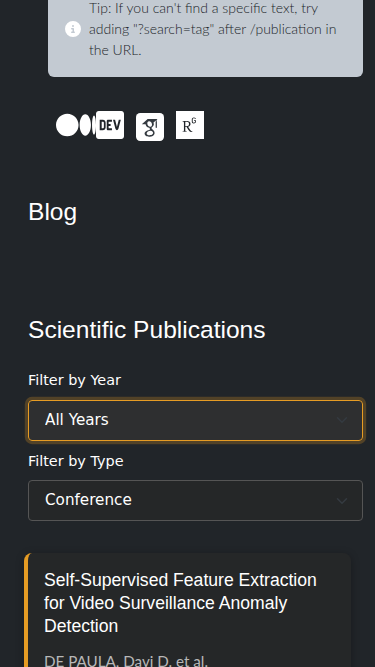 Tip: If you can't find a specific text, try
adding "?search=tag" after /publication in
the URL.
DEV
g
RG
Blog
Scientific Publications
Filter by Year
All Years
Filter by Type
Conference
Self-Supervised Feature Extraction
for Video Surveillance Anomaly
Detection
DE PAULA, Davi D. et al.